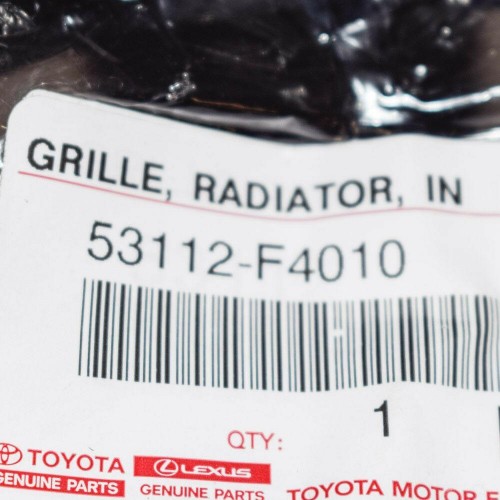 GRILLE, RADIATOR, IN
53112-F4010
1
QTY:
TOYOTA
GENUINE PARTS
LEXUS
GENUINE PARTS
TOYOTA MOTOR